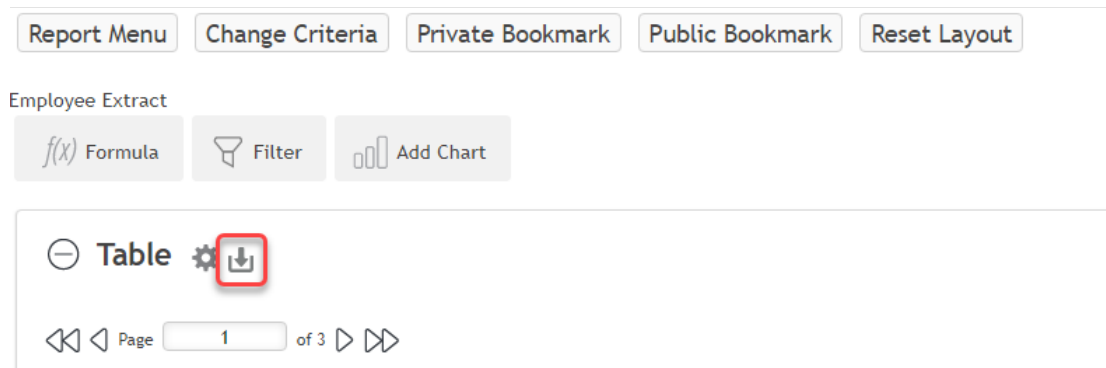 Report Menu Change Criteria Private Bookmark Public Bookmark Reset Layout
Employee Extract
f(x) Formula Filter Add Chart
Table
Page 1 of 3